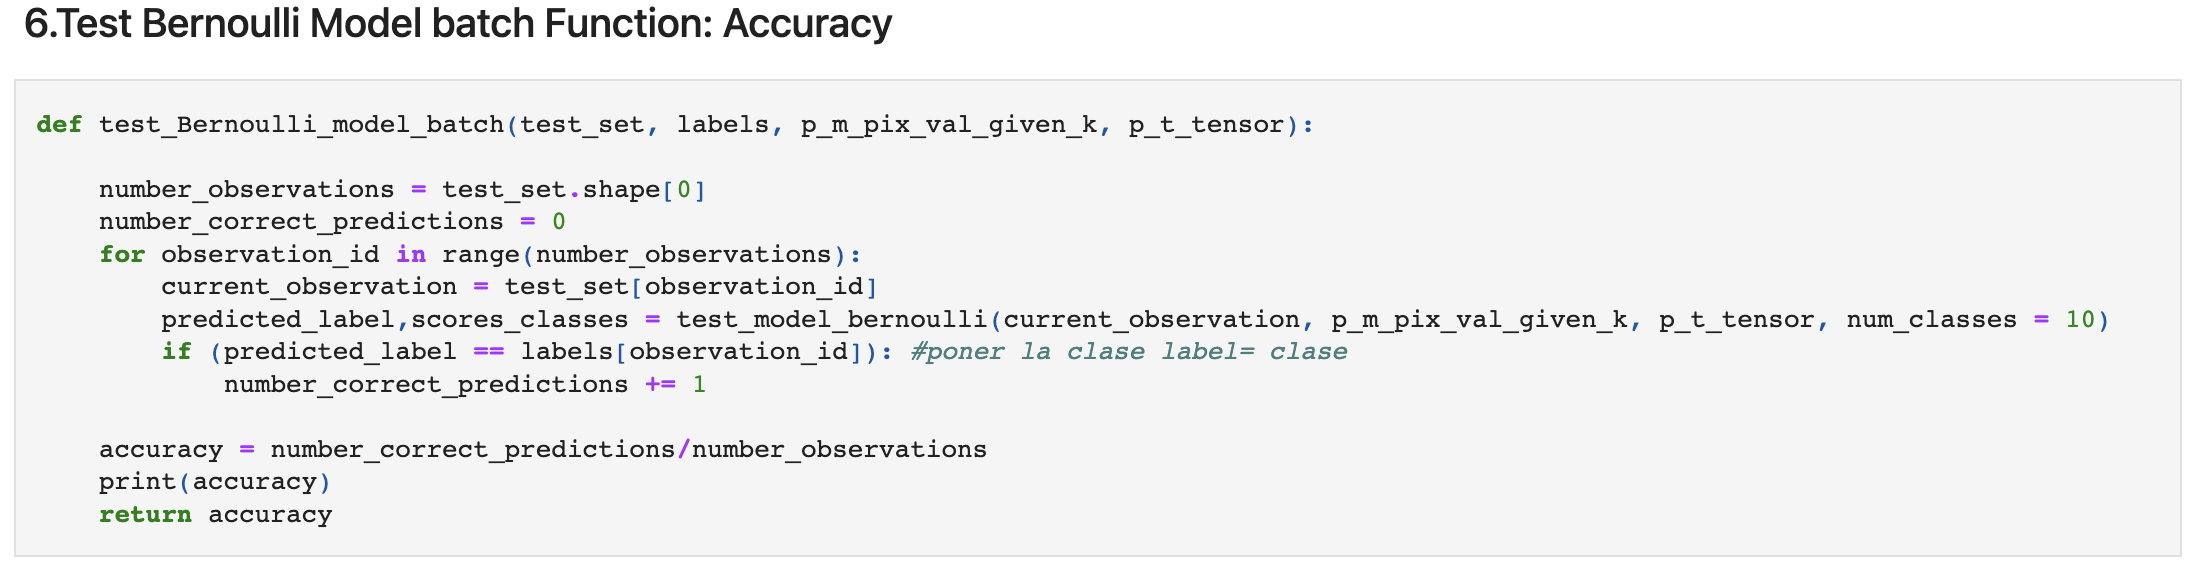 6.Test Bernoulli Model batch Function: Accuracy
def test_Bernoulli_model_batch(test_set, labels, p_m_pix_val_given_k, p_t_tensor):
    number_observations = test_set.shape[0]
    number_correct_predictions = 0
    for observation_id in range(number_observations):
        current_observation = test_set[observation_id]
        predicted_label,scores_classes = test_model_bernoulli(current_observation, p_m_pix_val_given_k, p_t_tensor, num_classes = 10)
        if (predicted_label == labels[observation_id]): #poner la clase label= clase
            number_correct_predictions += 1
    accuracy = number_correct_predictions/number_observations
    print(accuracy)
    return accuracy